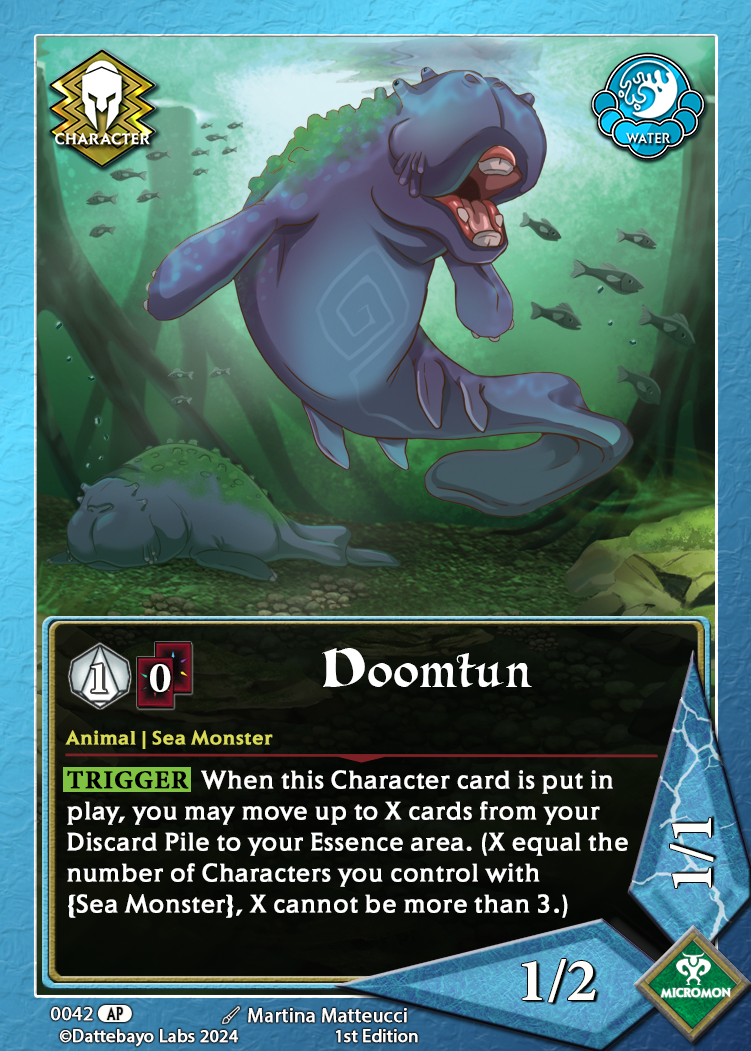 CHARACTER
WATER
1 0 Doomtun
Animal | Sea Monster
TRIGGER When this Character card is put in
play, you may move up to X cards from your
Discard Pile to your Essence area. (X equal the
number of Characters you control with
{Sea Monster}, X cannot be more than 3.)
1/1
1/2
MICROMON
0042 AP Martina Matteucci
©Dattebayo Labs 2024 1st Edition